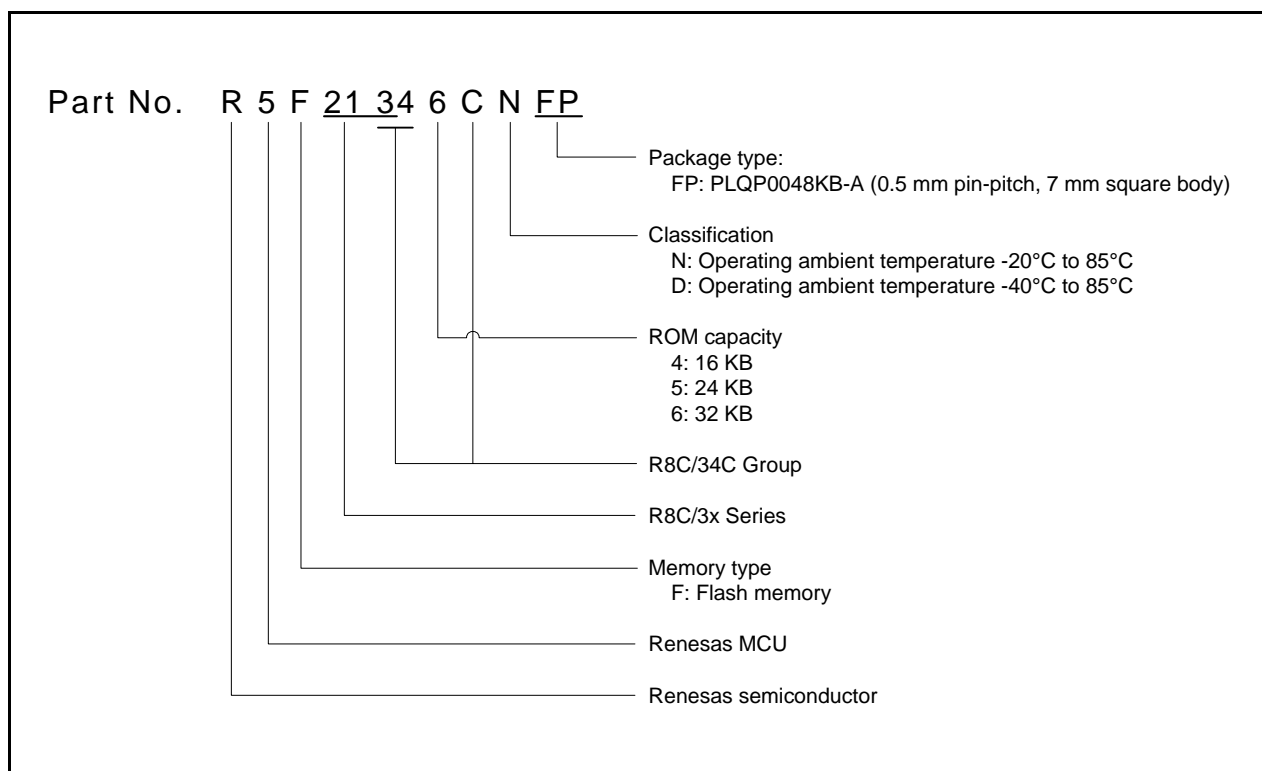 Part No. R 5 F 21 34 6 C N FP
Package type:
FP: PLQP0048KB-A (0.5 mm pin-pitch, 7 mm square body)
Classification
N: Operating ambient temperature -20°C to 85°C
D: Operating ambient temperature -40°C to 85°C
ROM capacity
4: 16 KB
5: 24 KB
6: 32 KB
R8C/34C Group
R8C/3x Series
Memory type
F: Flash memory
Renesas MCU
Renesas semiconductor